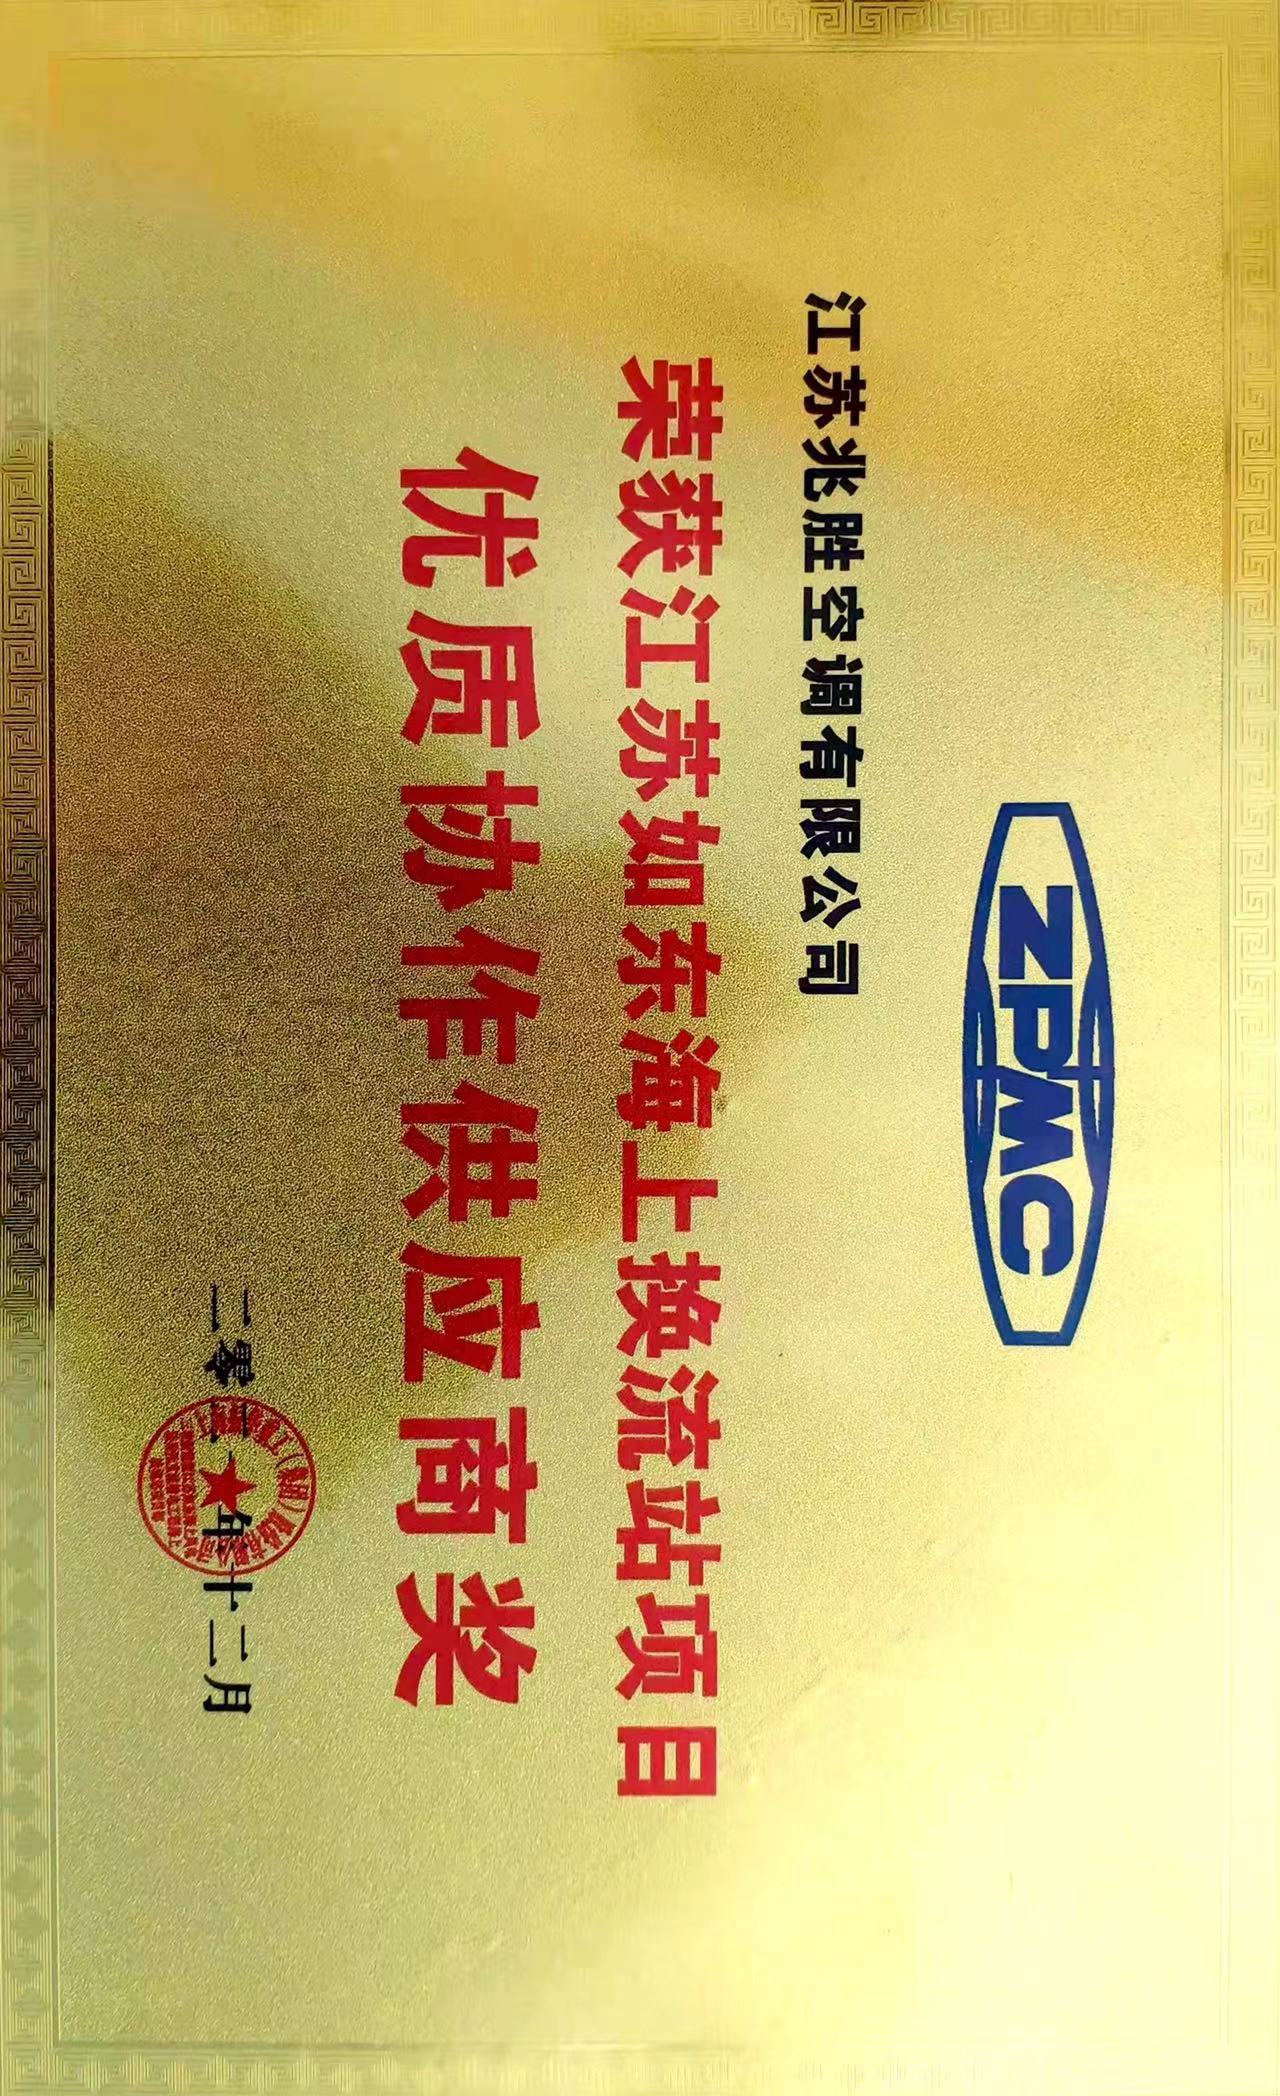 ZPMC
江苏兆胜空调有限公司
荣获江苏如东海上换流站项目
优质协作供应商奖
二零二一年十二月